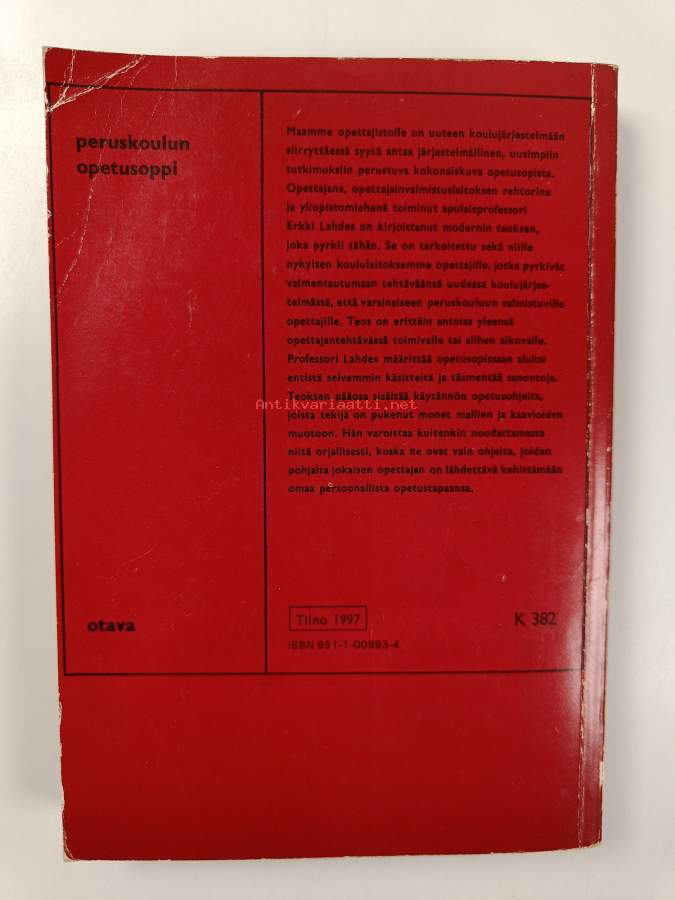 peruskoulun
opetusoppi
Maamme opettajistolle on uuteen koulujärjestelmään
siirryttäessä syytä antaa järjestelmällinen, uusimpiin
tutkimuksiin perustuva kokonaiskuva opetusopista.
Opettajana, opettajainvalmistuslaitoksen rehtorina
ja yliopistomiehenä toiminut apulaisprofessori
Erkki Lahdes on kirjoittanut modernin teoksen,
joka pyrkii tähän. Se on tarkoitettu sekä niille
nykyisen koululaitoksemme opettajille, jotka pyrkivät
valmentautumaan tehtäväänsä uudessa koulujärjes-
telmässä, että varsinaiseen peruskouluun valmistuville
opettajille. Teos on erittäin antoisa yleensä
opettajantehtävässä toimivalle tai siihen aikovalle.
Professori Lahdes määrittää opetusopissaan aluksi
entistä selvemmin käsitteitä ja täsmentää sanontoja.
Teoksen pääosa sisältää käytännön opetusohjeita,
joista tekijä on pukenut monet mallien ja kaavioiden
muotoon. Hän varoittaa kuitenkin noudattamasta
niitä orjallisesti, koska ne ovat vain ohjeita, joiden
pohjalta jokaisen opettajan on lähdettävä kehittämään
omaa persoonallista opetustapaansa.
Antikvariaatti.net
otava
Tilno 1997
K 382
ISBN 951-1-00983-4